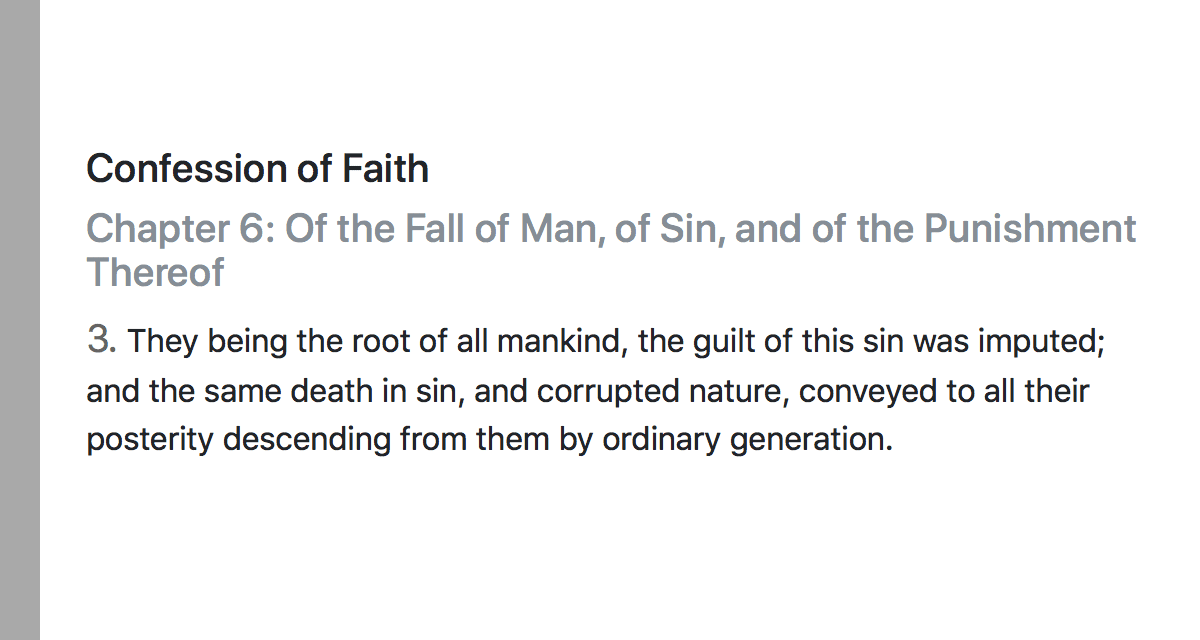 Confession of Faith
Chapter 6: Of the Fall of Man, of Sin, and of the Punishment
Thereof
3. They being the root of all mankind, the guilt of this sin was imputed;
and the same death in sin, and corrupted nature, conveyed to all their
posterity descending from them by ordinary generation.